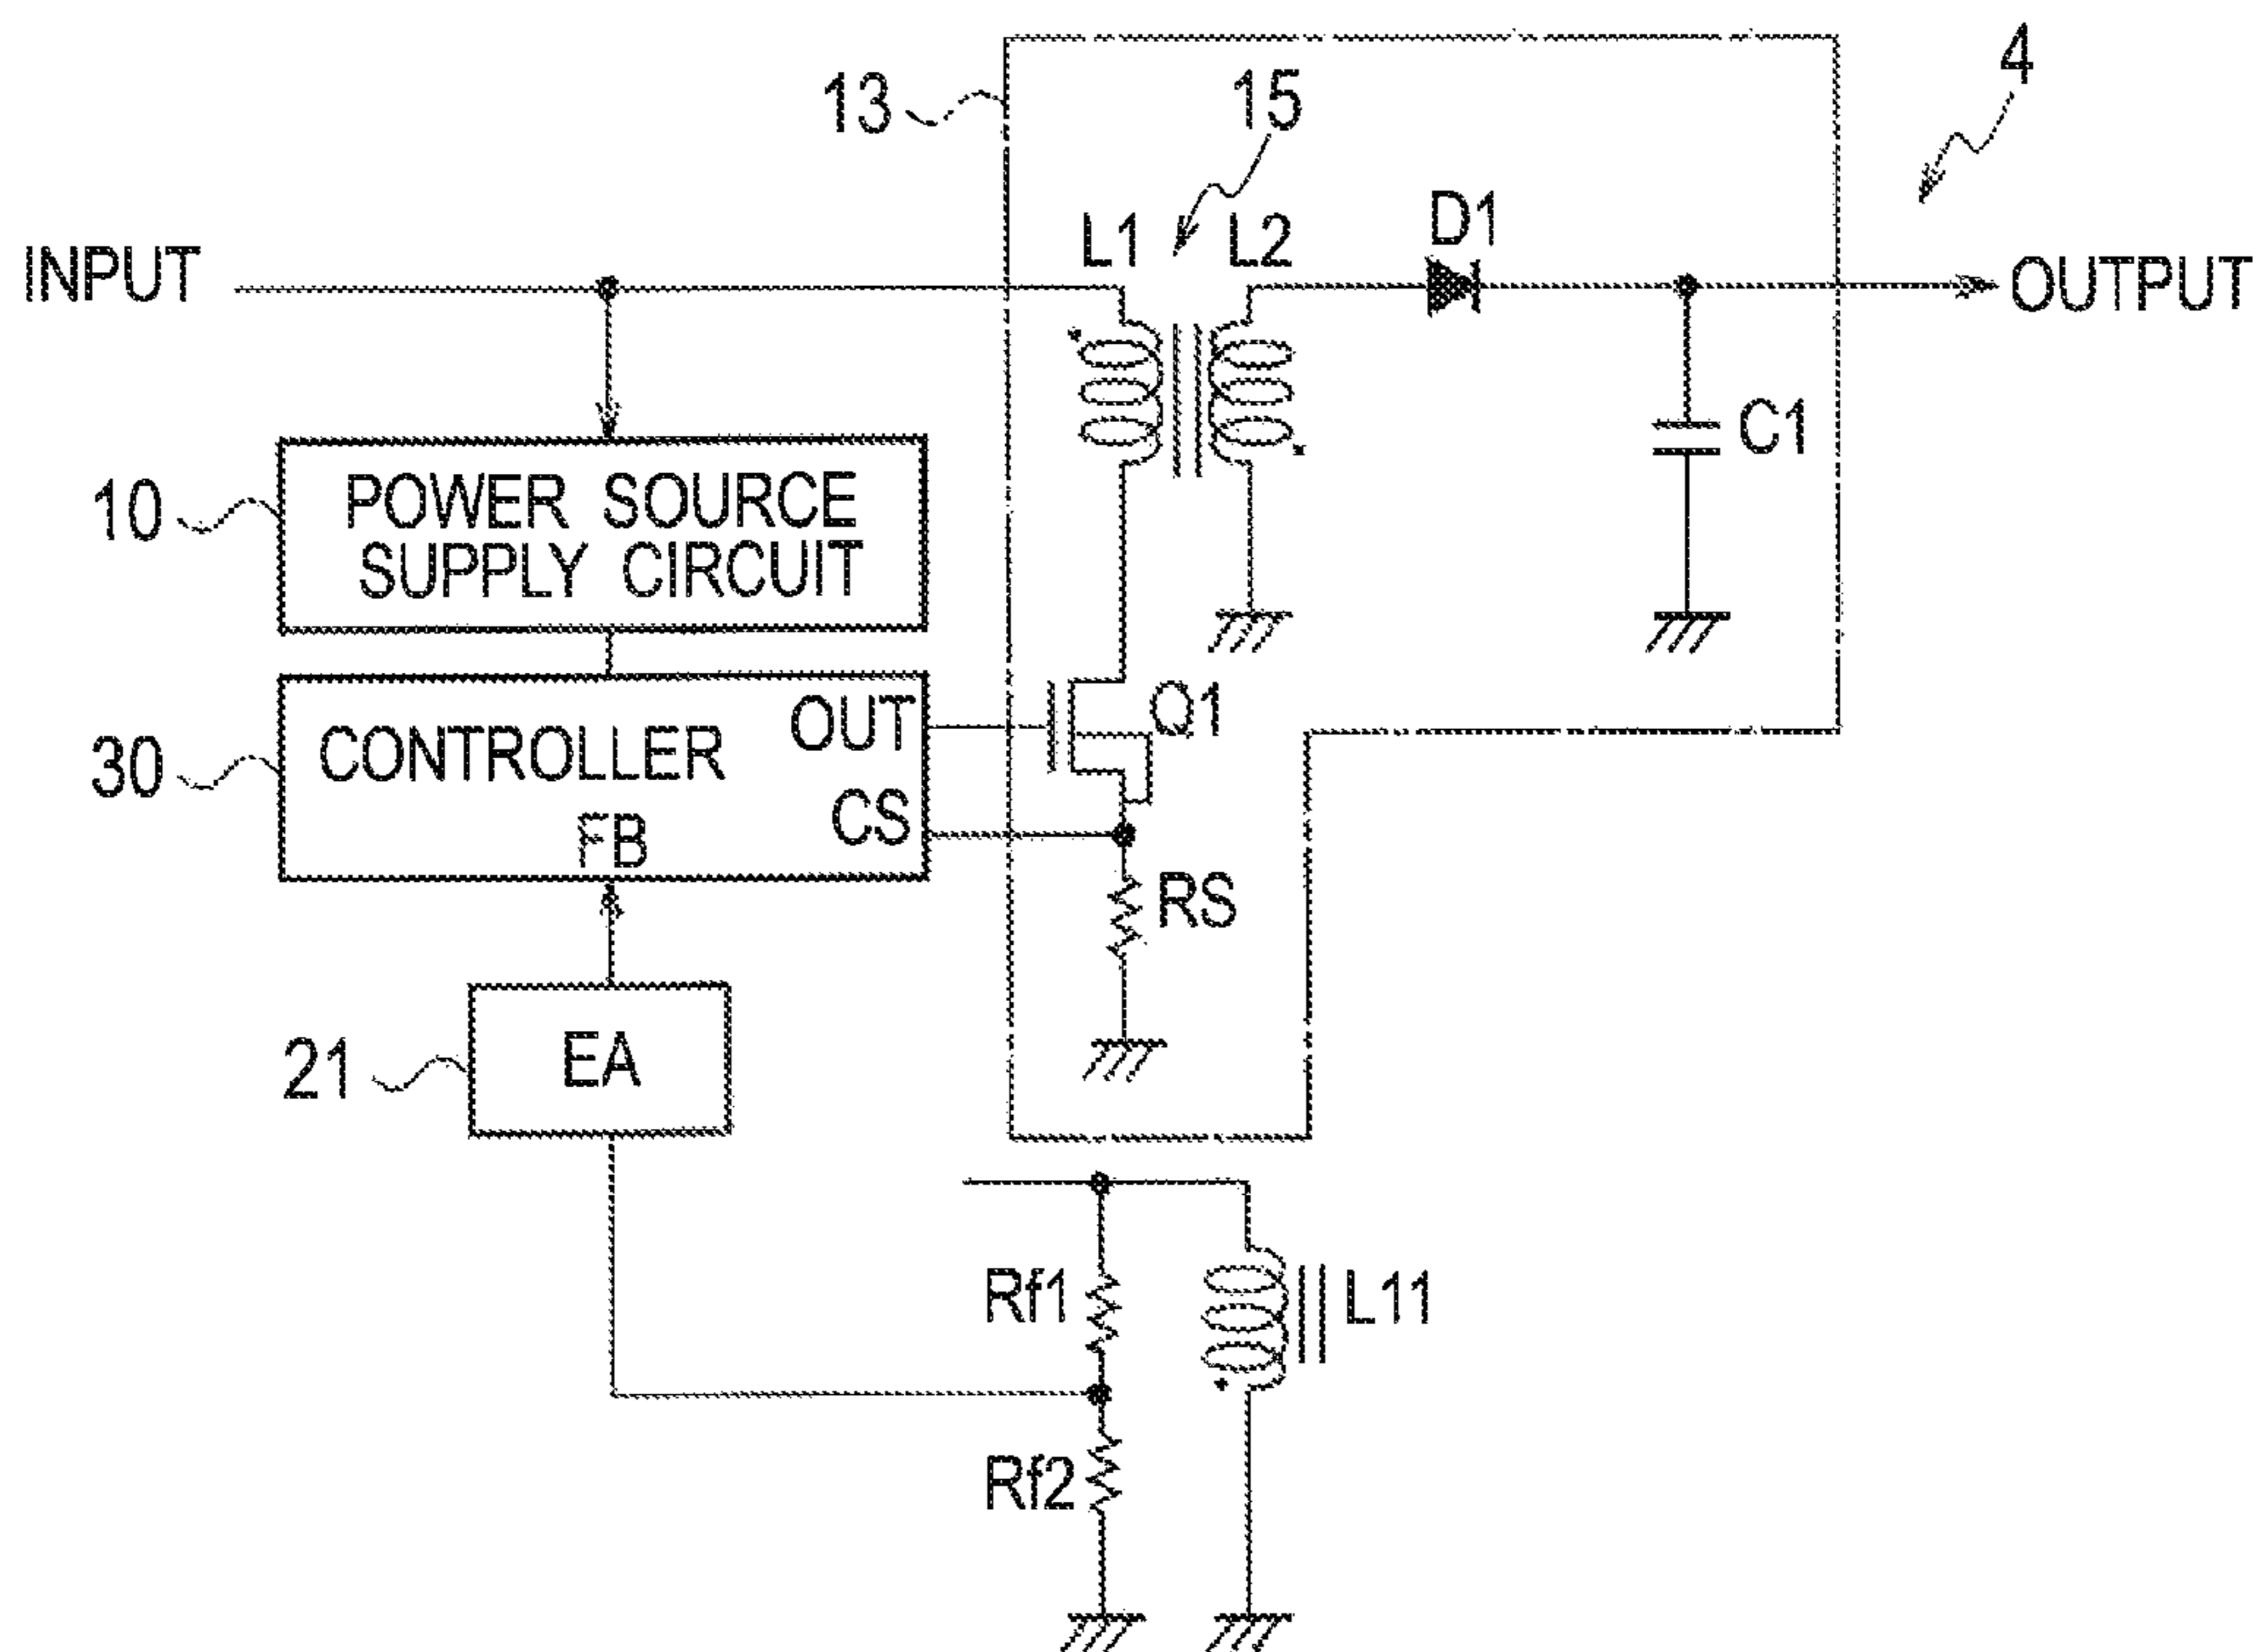 4
13
15
L1
L2
D1
INPUT
OUTPUT
C1
10
POWER SOURCE
SUPPLY CIRCUIT
30
CONTROLLER
OUT
CS
FB
Q1
RS
21
EA
Rf1
L11
Rf2